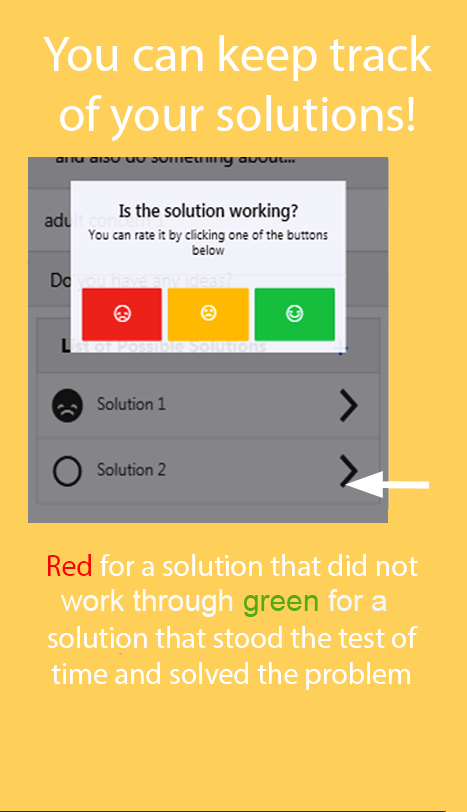 You can keep track
of your solutions!
and also do something about...
Is the solution working?
You can rate it by clicking one of the buttons
below
adult concern
Do you have any ideas?
List of Possible Solutions
Solution 1
Solution 2
Red for a solution that did not
work through green for a
solution that stood the test of
time and solved the problem